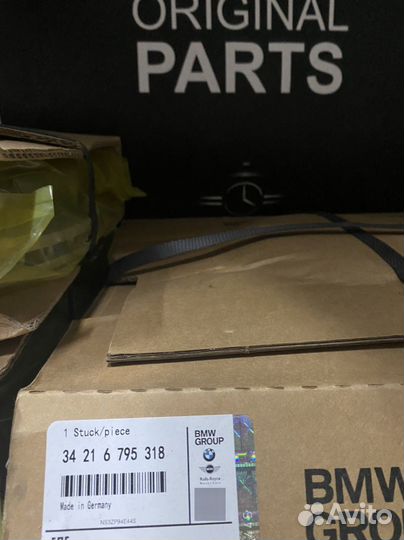 ORIGINAL
PARTS
1 Stuck/piece
34 21 6 795 318
Made in Germany
BMW
GROUP
Rolls-Royce
BMW
Avito